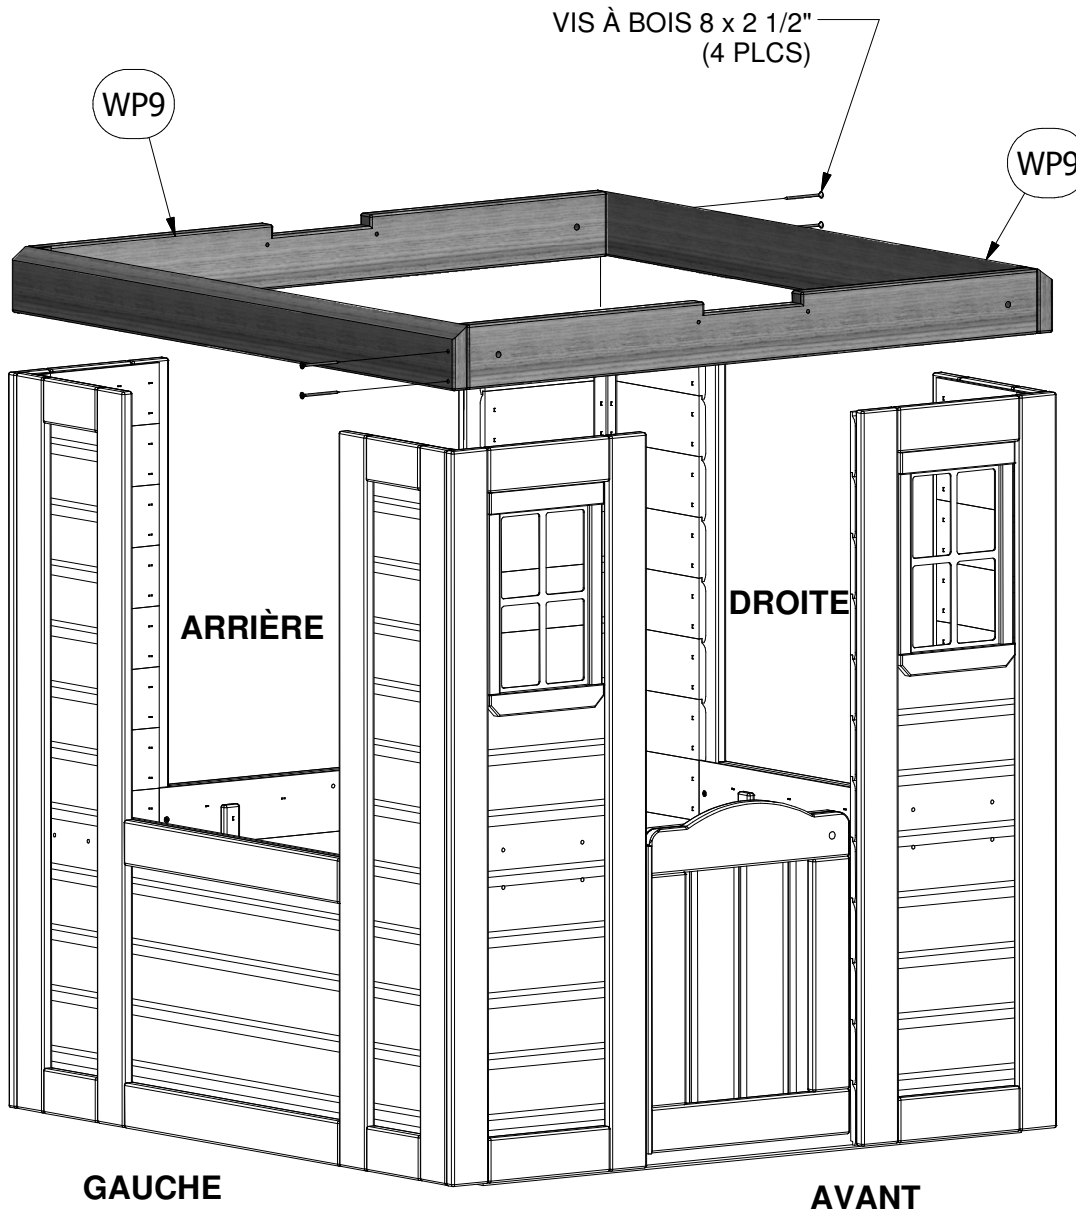 VIS À BOIS 8 x 2 1/2"
(4 PLCS)
WP9
WP9
ARRIÈRE
DROITE
GAUCHE
AVANT